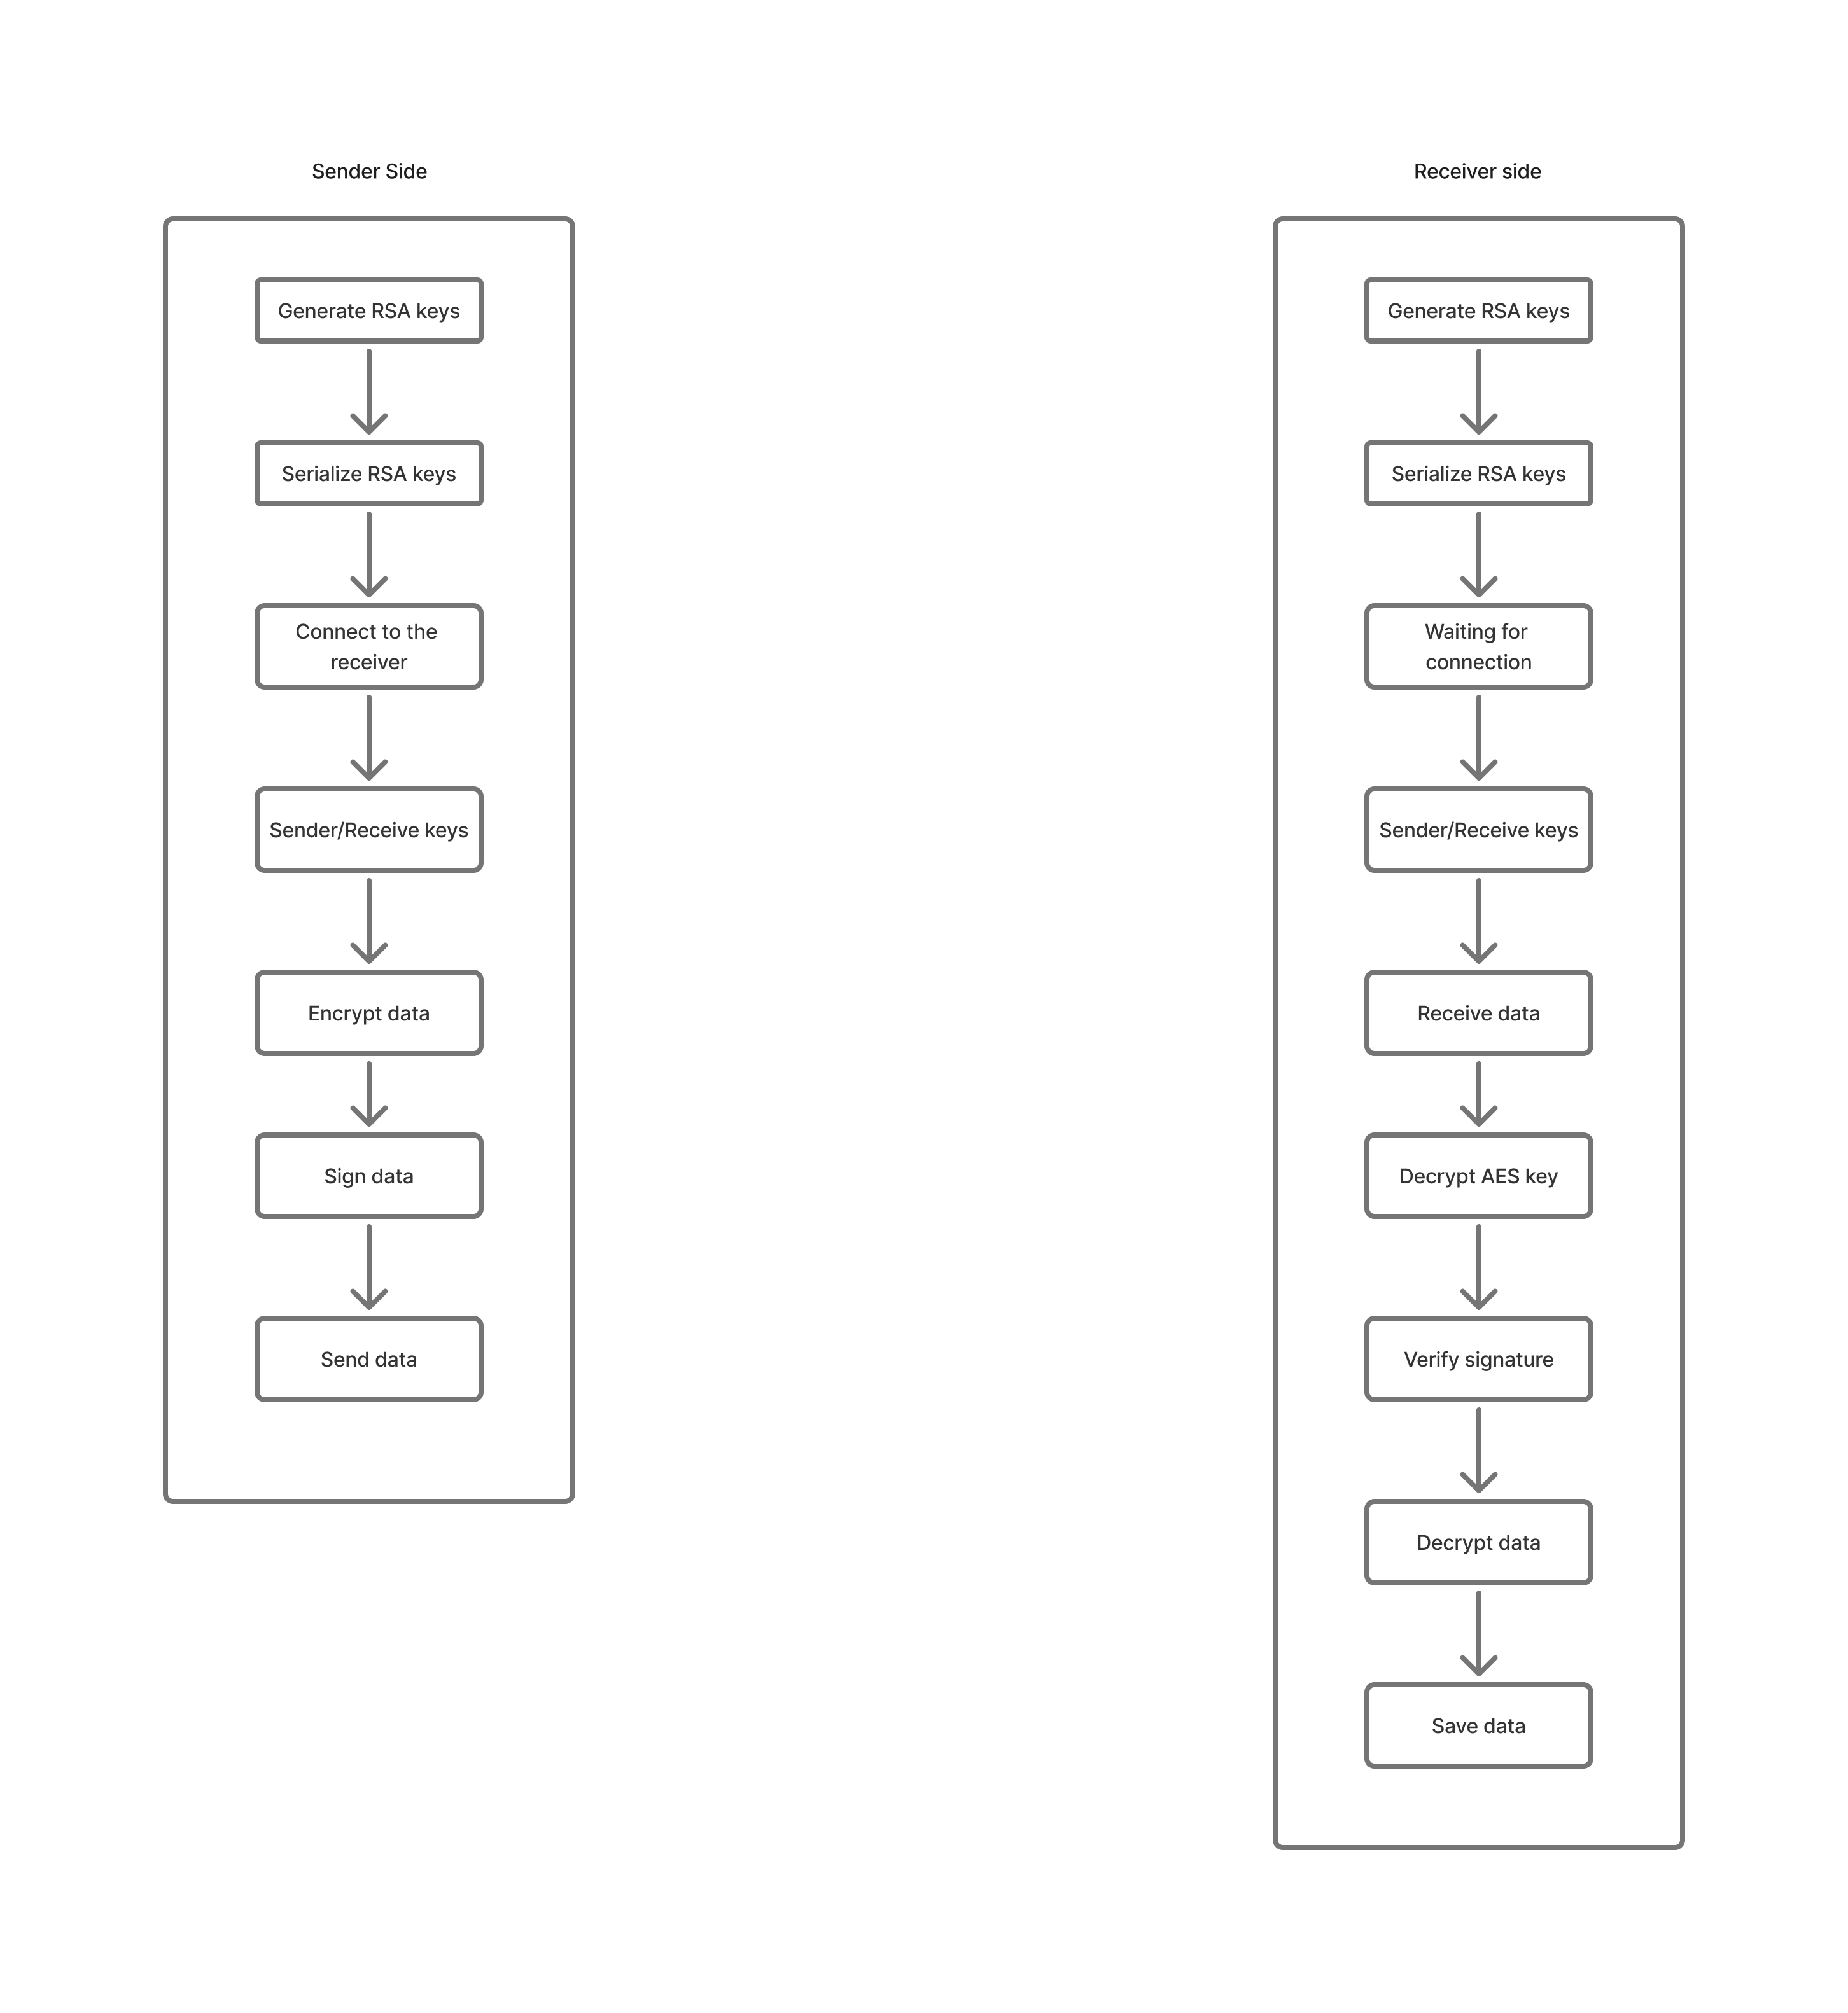 Sender Side
Generate RSA keys
Serialize RSA keys
Connect to the
receiver
Sender/Receive keys
Encrypt data
Sign data
Send data
Receiver side
Generate RSA keys
Serialize RSA keys
Waiting for
connection
Sender/Receive keys
Receive data
Decrypt AES key
Verify signature
Decrypt data
Save data